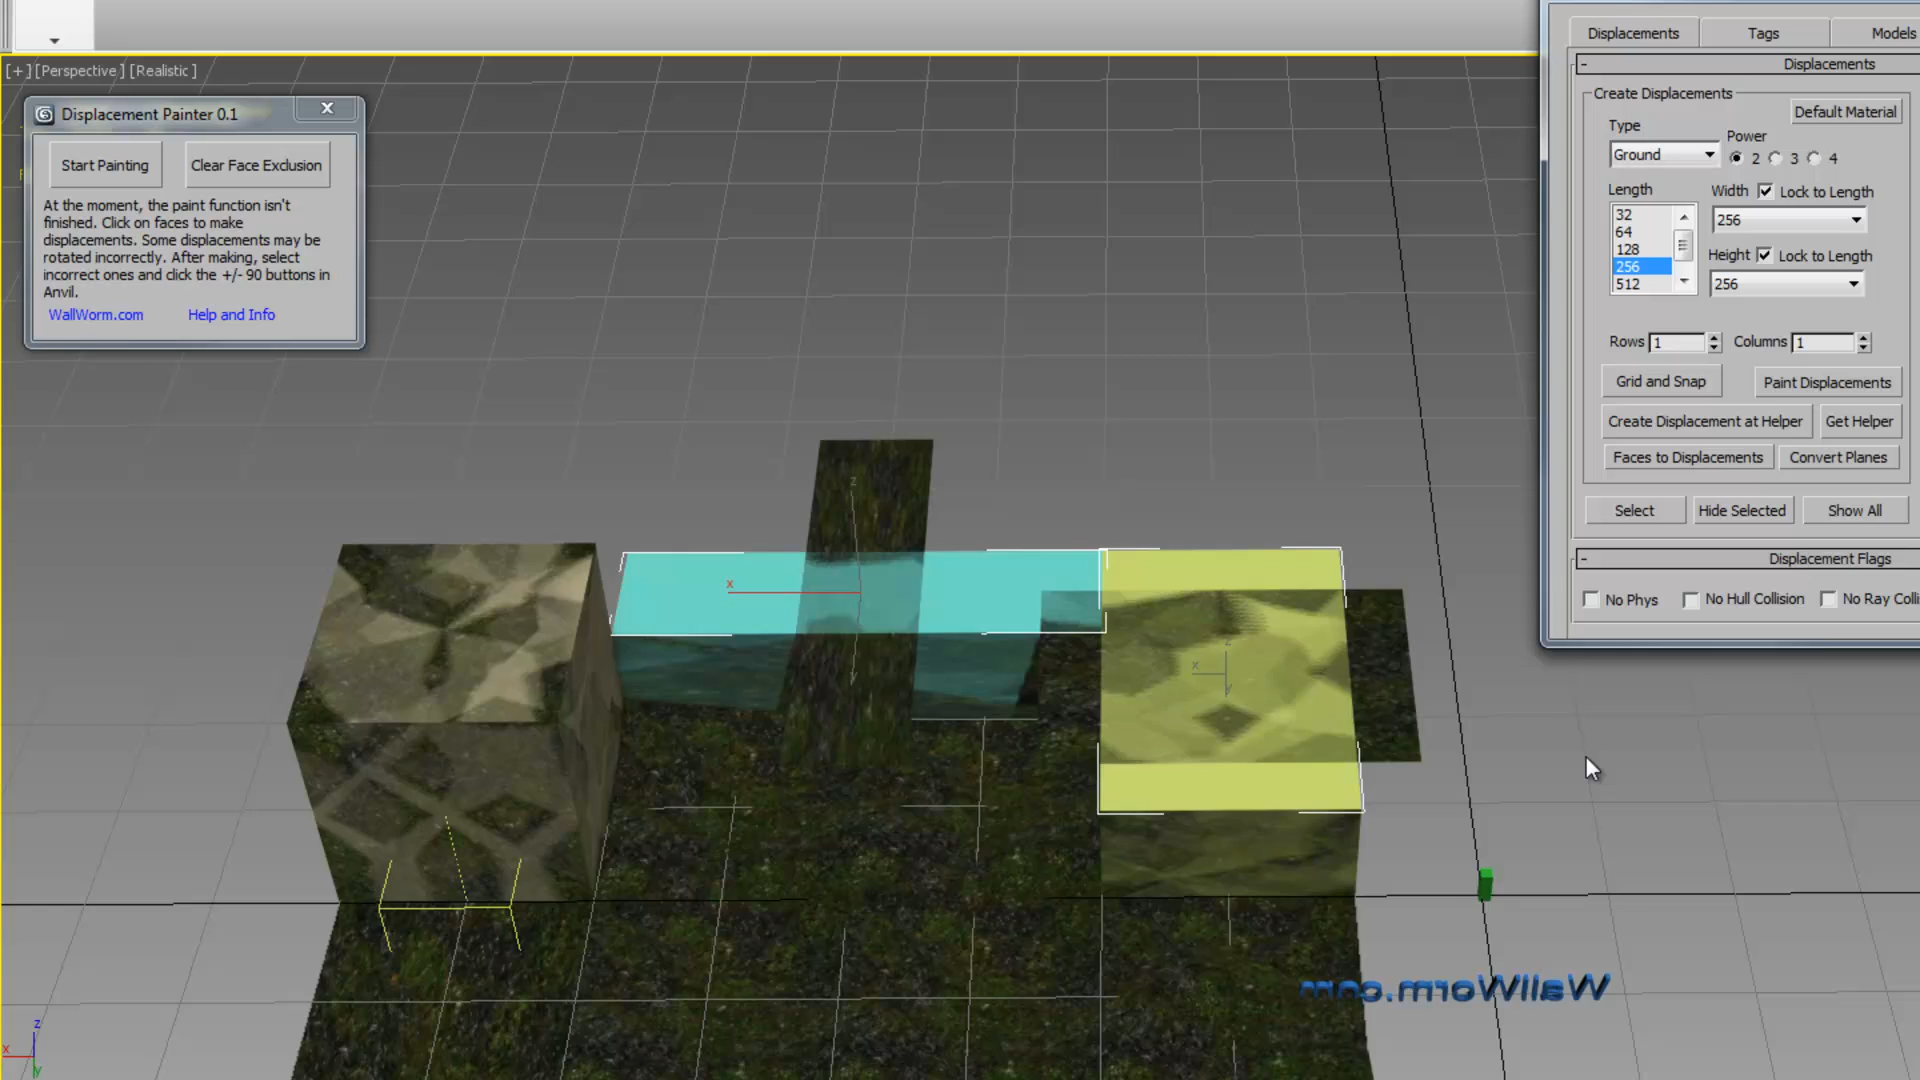 [+][Perspective][Realistic]
Displacement Painter 0.1
Start Painting
Clear Face Exclusion
At the moment, the paint function isn't
finished. Click on faces to make
displacements. Some displacements may be
rotated incorrectly. After making, select
incorrect ones and click the +/- 90 buttons in
Anvil.
WallWorm.com
Help and Info
Displacements
Tags
Models
- Displacements
Create Displacements
Default Material
Type
Power
Ground
2 3 4
Length
Width
Lock to Length
32
64
128
256
512
256
Height
Lock to Length
256
Rows 1
Columns 1
Grid and Snap
Paint Displacements
Create Displacement at Helper
Get Helper
Faces to Displacements
Convert Planes
Select
Hide Selected
Show All
- Displacement Flags
No Phys
No Hull Collision
No Ray Colli
z
x
z
x
y
WallWorm.com
z
x
y